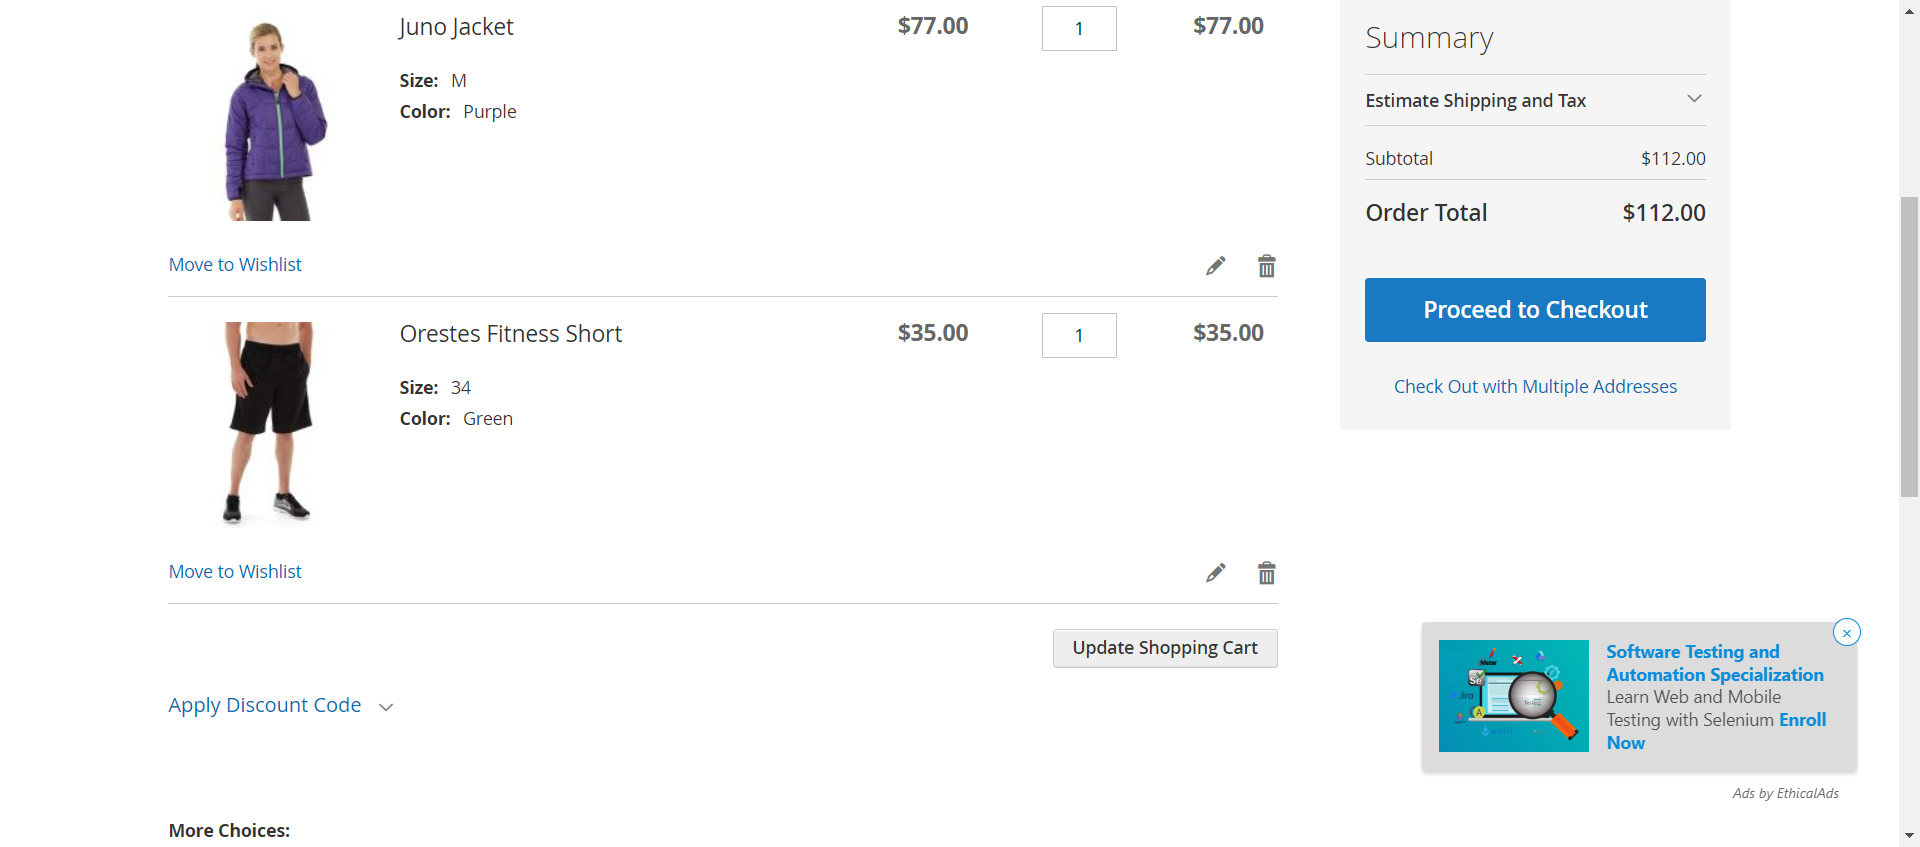 Juno Jacket $77.00 1 $77.00
Size: M
Color: Purple
Move to Wishlist
Orestes Fitness Short $35.00 1 $35.00
Size: 34
Color: Green
Move to Wishlist
Update Shopping Cart
Apply Discount Code
More Choices:
Summary
Estimate Shipping and Tax
Subtotal $112.00
Order Total $112.00
Proceed to Checkout
Check Out with Multiple Addresses
Meter
Se
Jira
A
Software Testing and
Automation Specialization
Learn Web and Mobile
Testing with Selenium Enroll
Now
Ads by EthicalAds